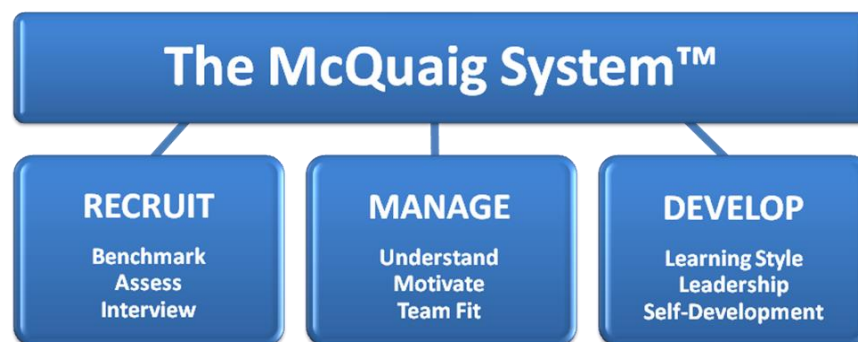 The McQuaig System™
RECRUIT
Benchmark
Assess
Interview
MANAGE
Understand
Motivate
Team Fit
DEVELOP
Learning Style
Leadership
Self-Development